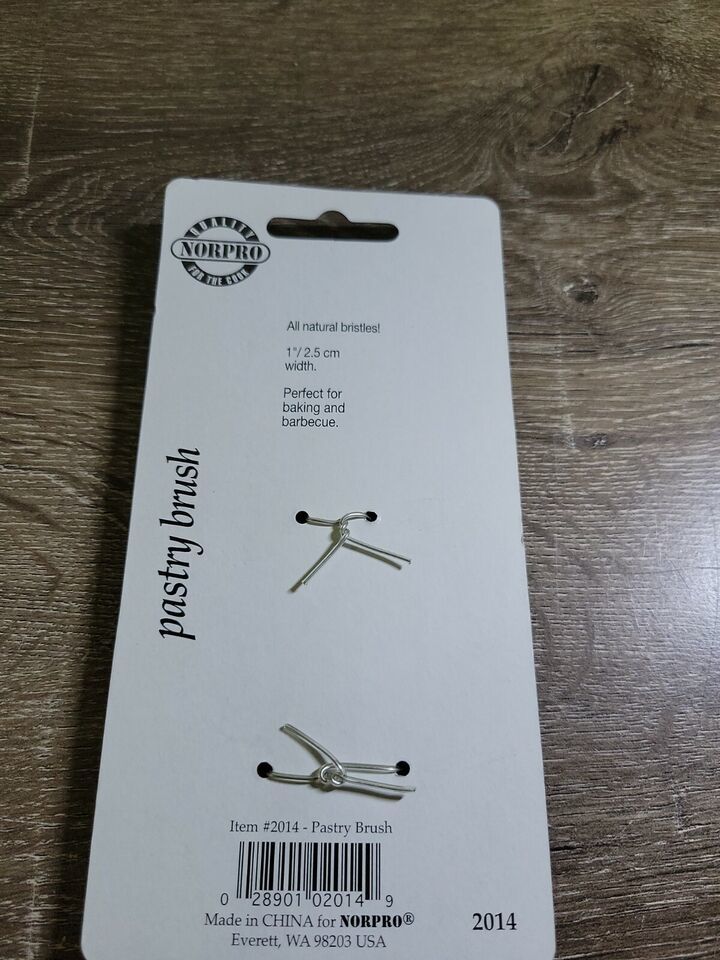 QUALITY
NORPRO
FOR THE COOK
All natural bristles!
1"/ 2.5 cm
width.
Perfect for
baking and
barbecue.
pastry brush
Item #2014 - Pastry Brush
0 28901 02014 9
Made in CHINA for NORPRO®
Everett, WA 98203 USA
2014